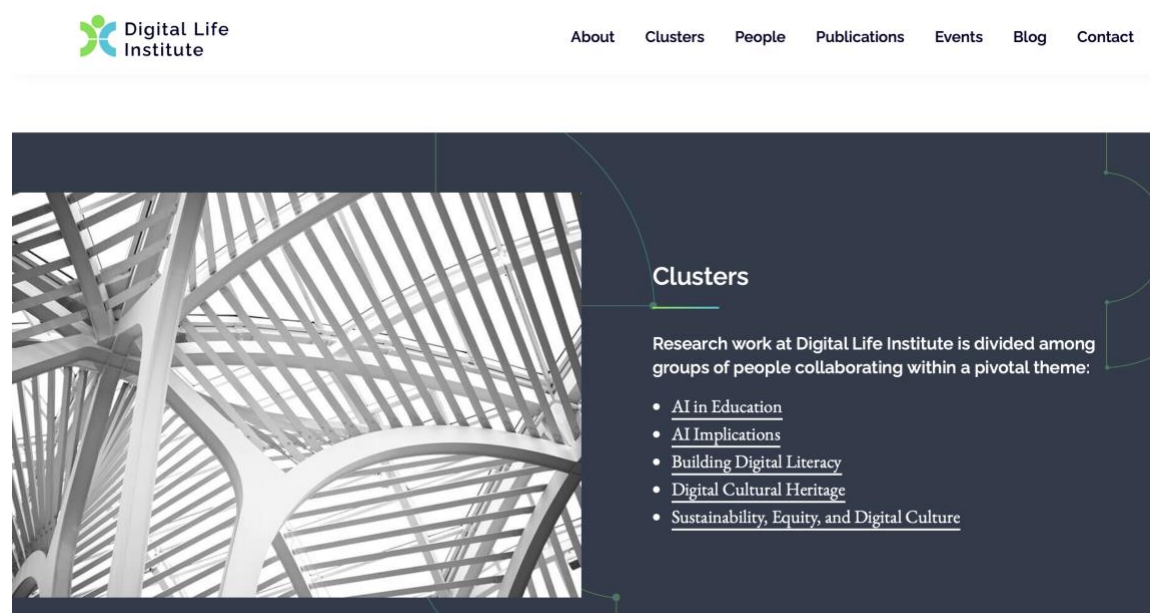 Digital Life
Institute
About Clusters People Publications Events Blog Contact
Clusters
Research work at Digital Life Institute is divided among
groups of people collaborating within a pivotal theme:
• AI in Education
• AI Implications
• Building Digital Literacy
• Digital Cultural Heritage
• Sustainability, Equity, and Digital Culture